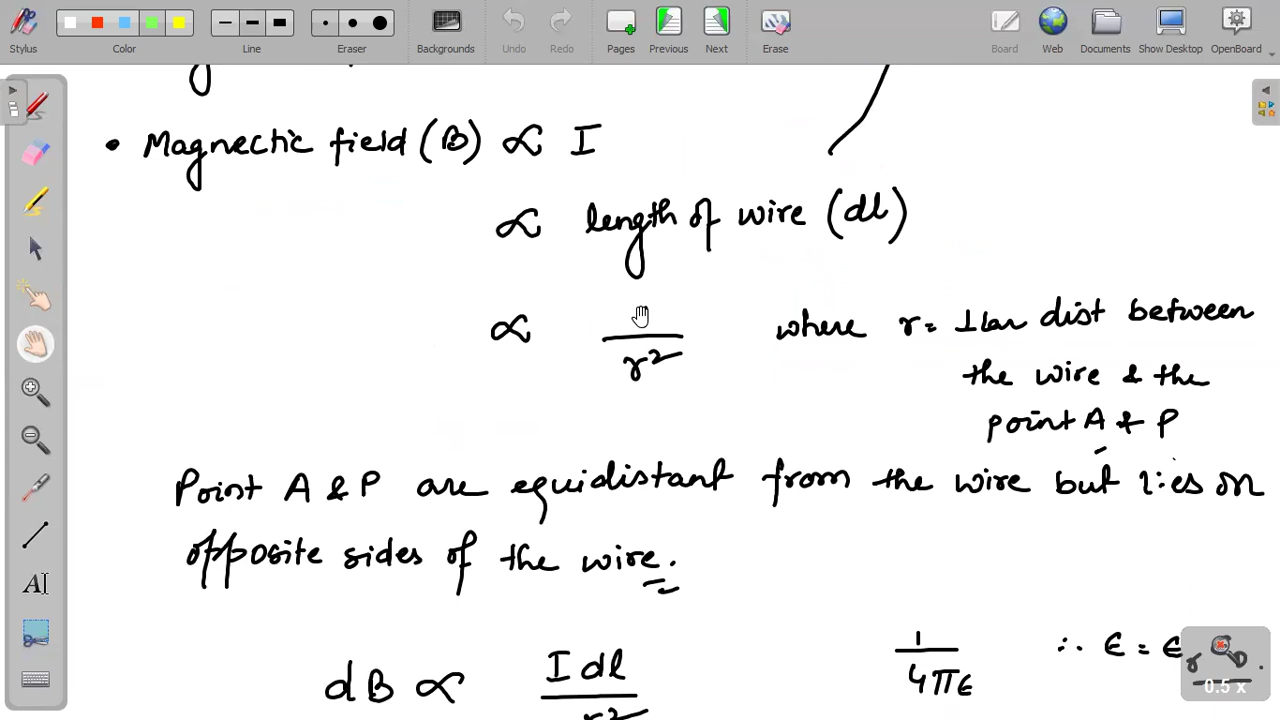 Stylus
Color
Line
Eraser
Backgrounds
Undo
Redo
Pages
Previous
Next
Erase
Board
Web
Documents
Show Desktop
OpenBoard
• Magnectic field (B) ∝ I
∝ length of wire (dl)
∝ 1/r² where r = ⊥lar dist between
the wire & the
point A & P
Point A & P are equidistant from the wire but lies on
opposite sides of the wire.
dB ∝ I dl / r² 1/4πε ∴ ε = ε
0.5 x